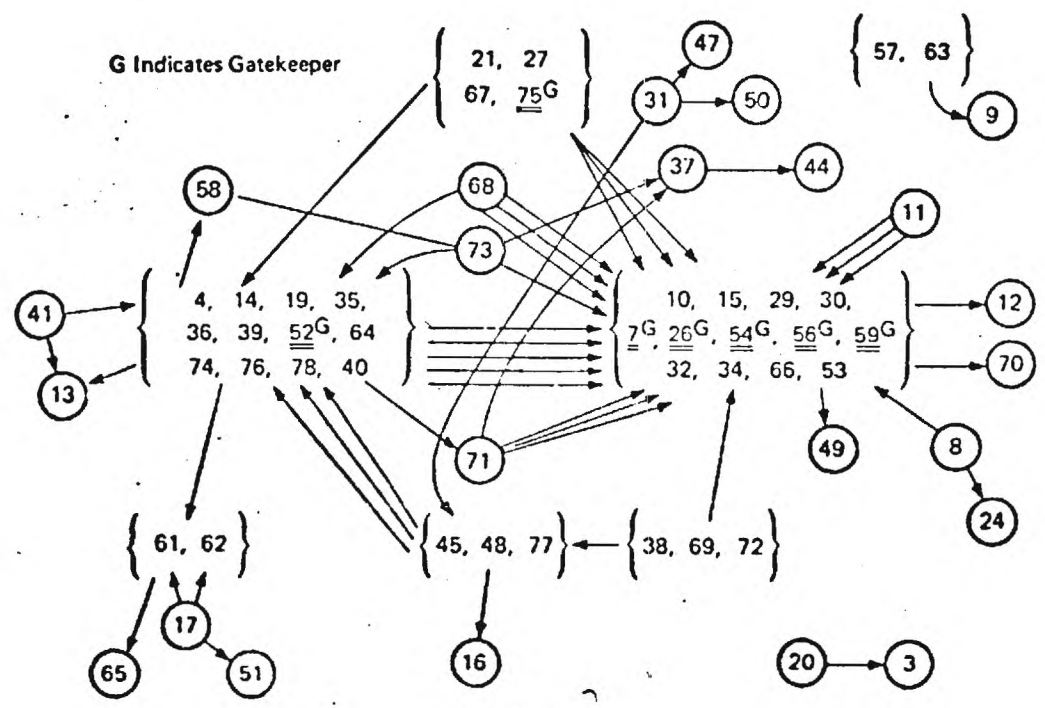 G Indicates Gatekeeper
21, 27
67, 75G
47
31
50
57, 63
9
58
68
37
44
73
11
41
13
4, 14, 19, 35,
36, 39, 52G, 64
74, 76, 78, 40
10, 15, 29, 30,
7G, 26G, 54G, 56G, 59G
32, 34, 66, 53
12
70
71
49
8
24
61, 62
45, 48, 77
38, 69, 72
17
65
51
16
20
3